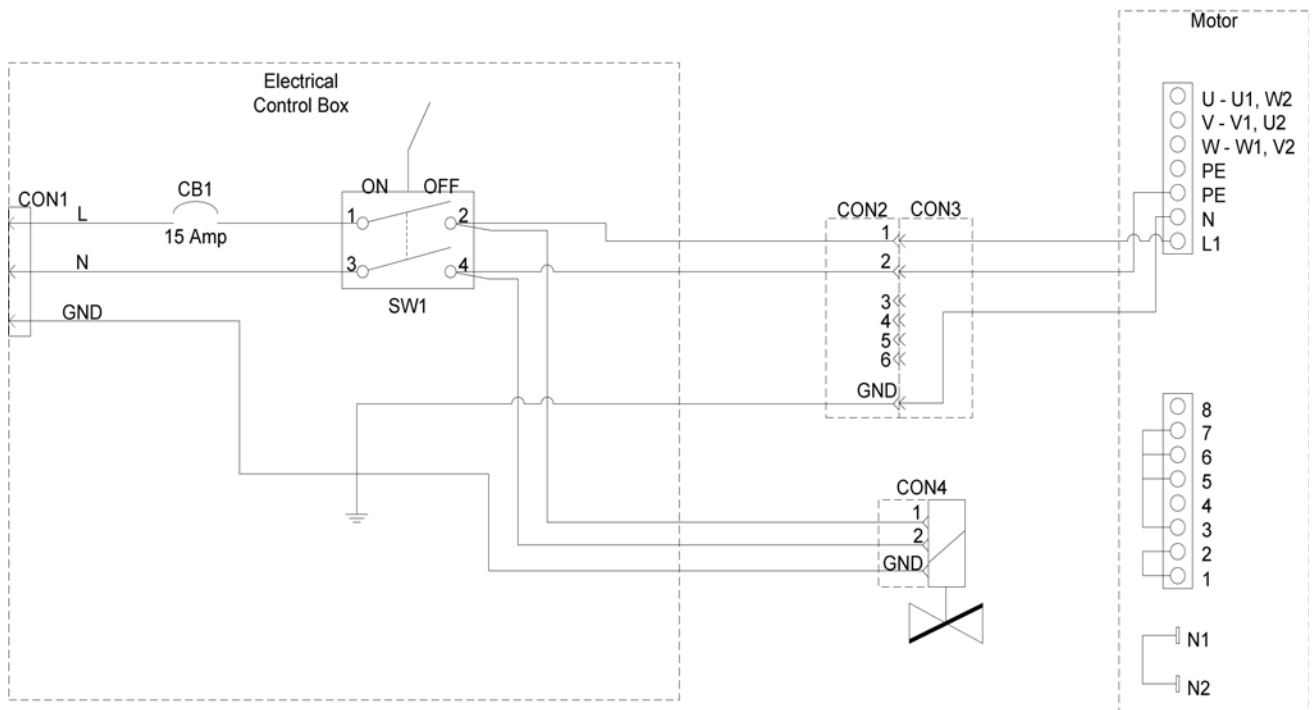 Motor
Electrical
Control Box
U - U1, W2
V - V1, U2
W - W1, V2
PE
PE
N
L1
CON1
L
CB1
15 Amp
ON OFF
1
2
N
3
4
SW1
GND
CON2 CON3
1
2
3
4
5
6
GND
8
7
6
5
4
3
2
1
CON4
1
2
GND
N1
N2